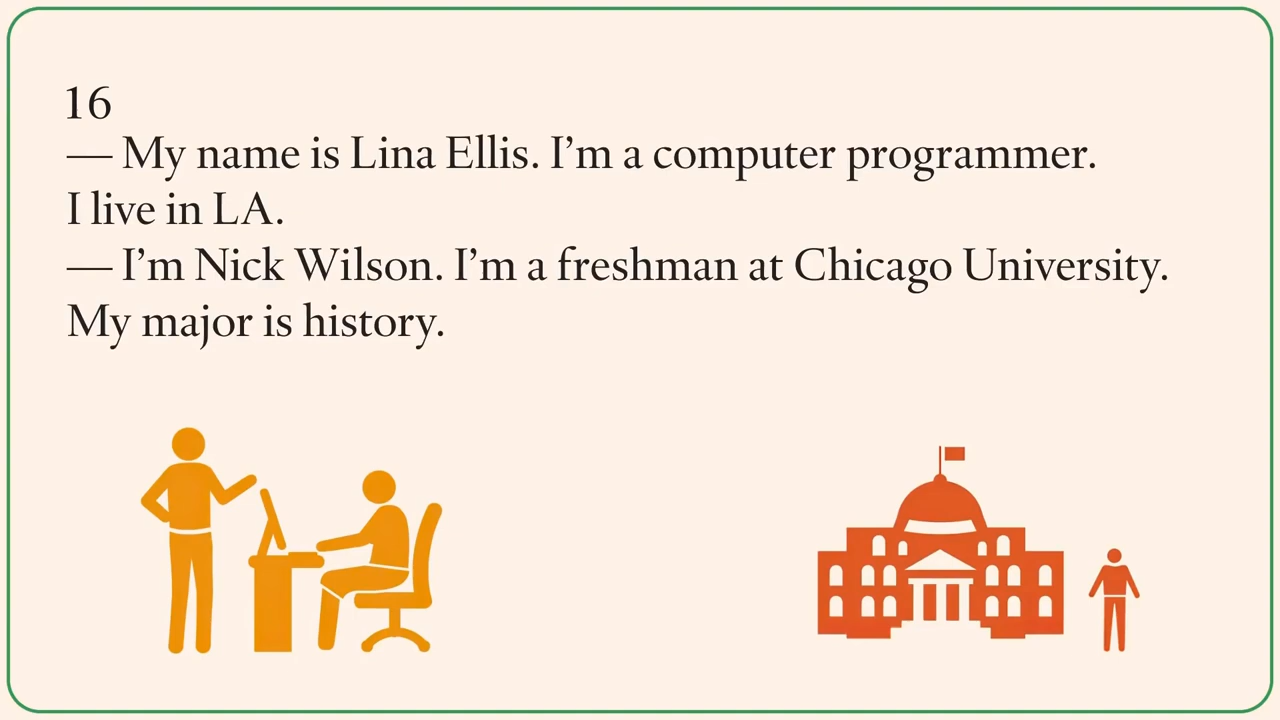 16
— My name is Lina Ellis. I’m a computer programmer.
I live in LA.
— I’m Nick Wilson. I’m a freshman at Chicago University.
My major is history.